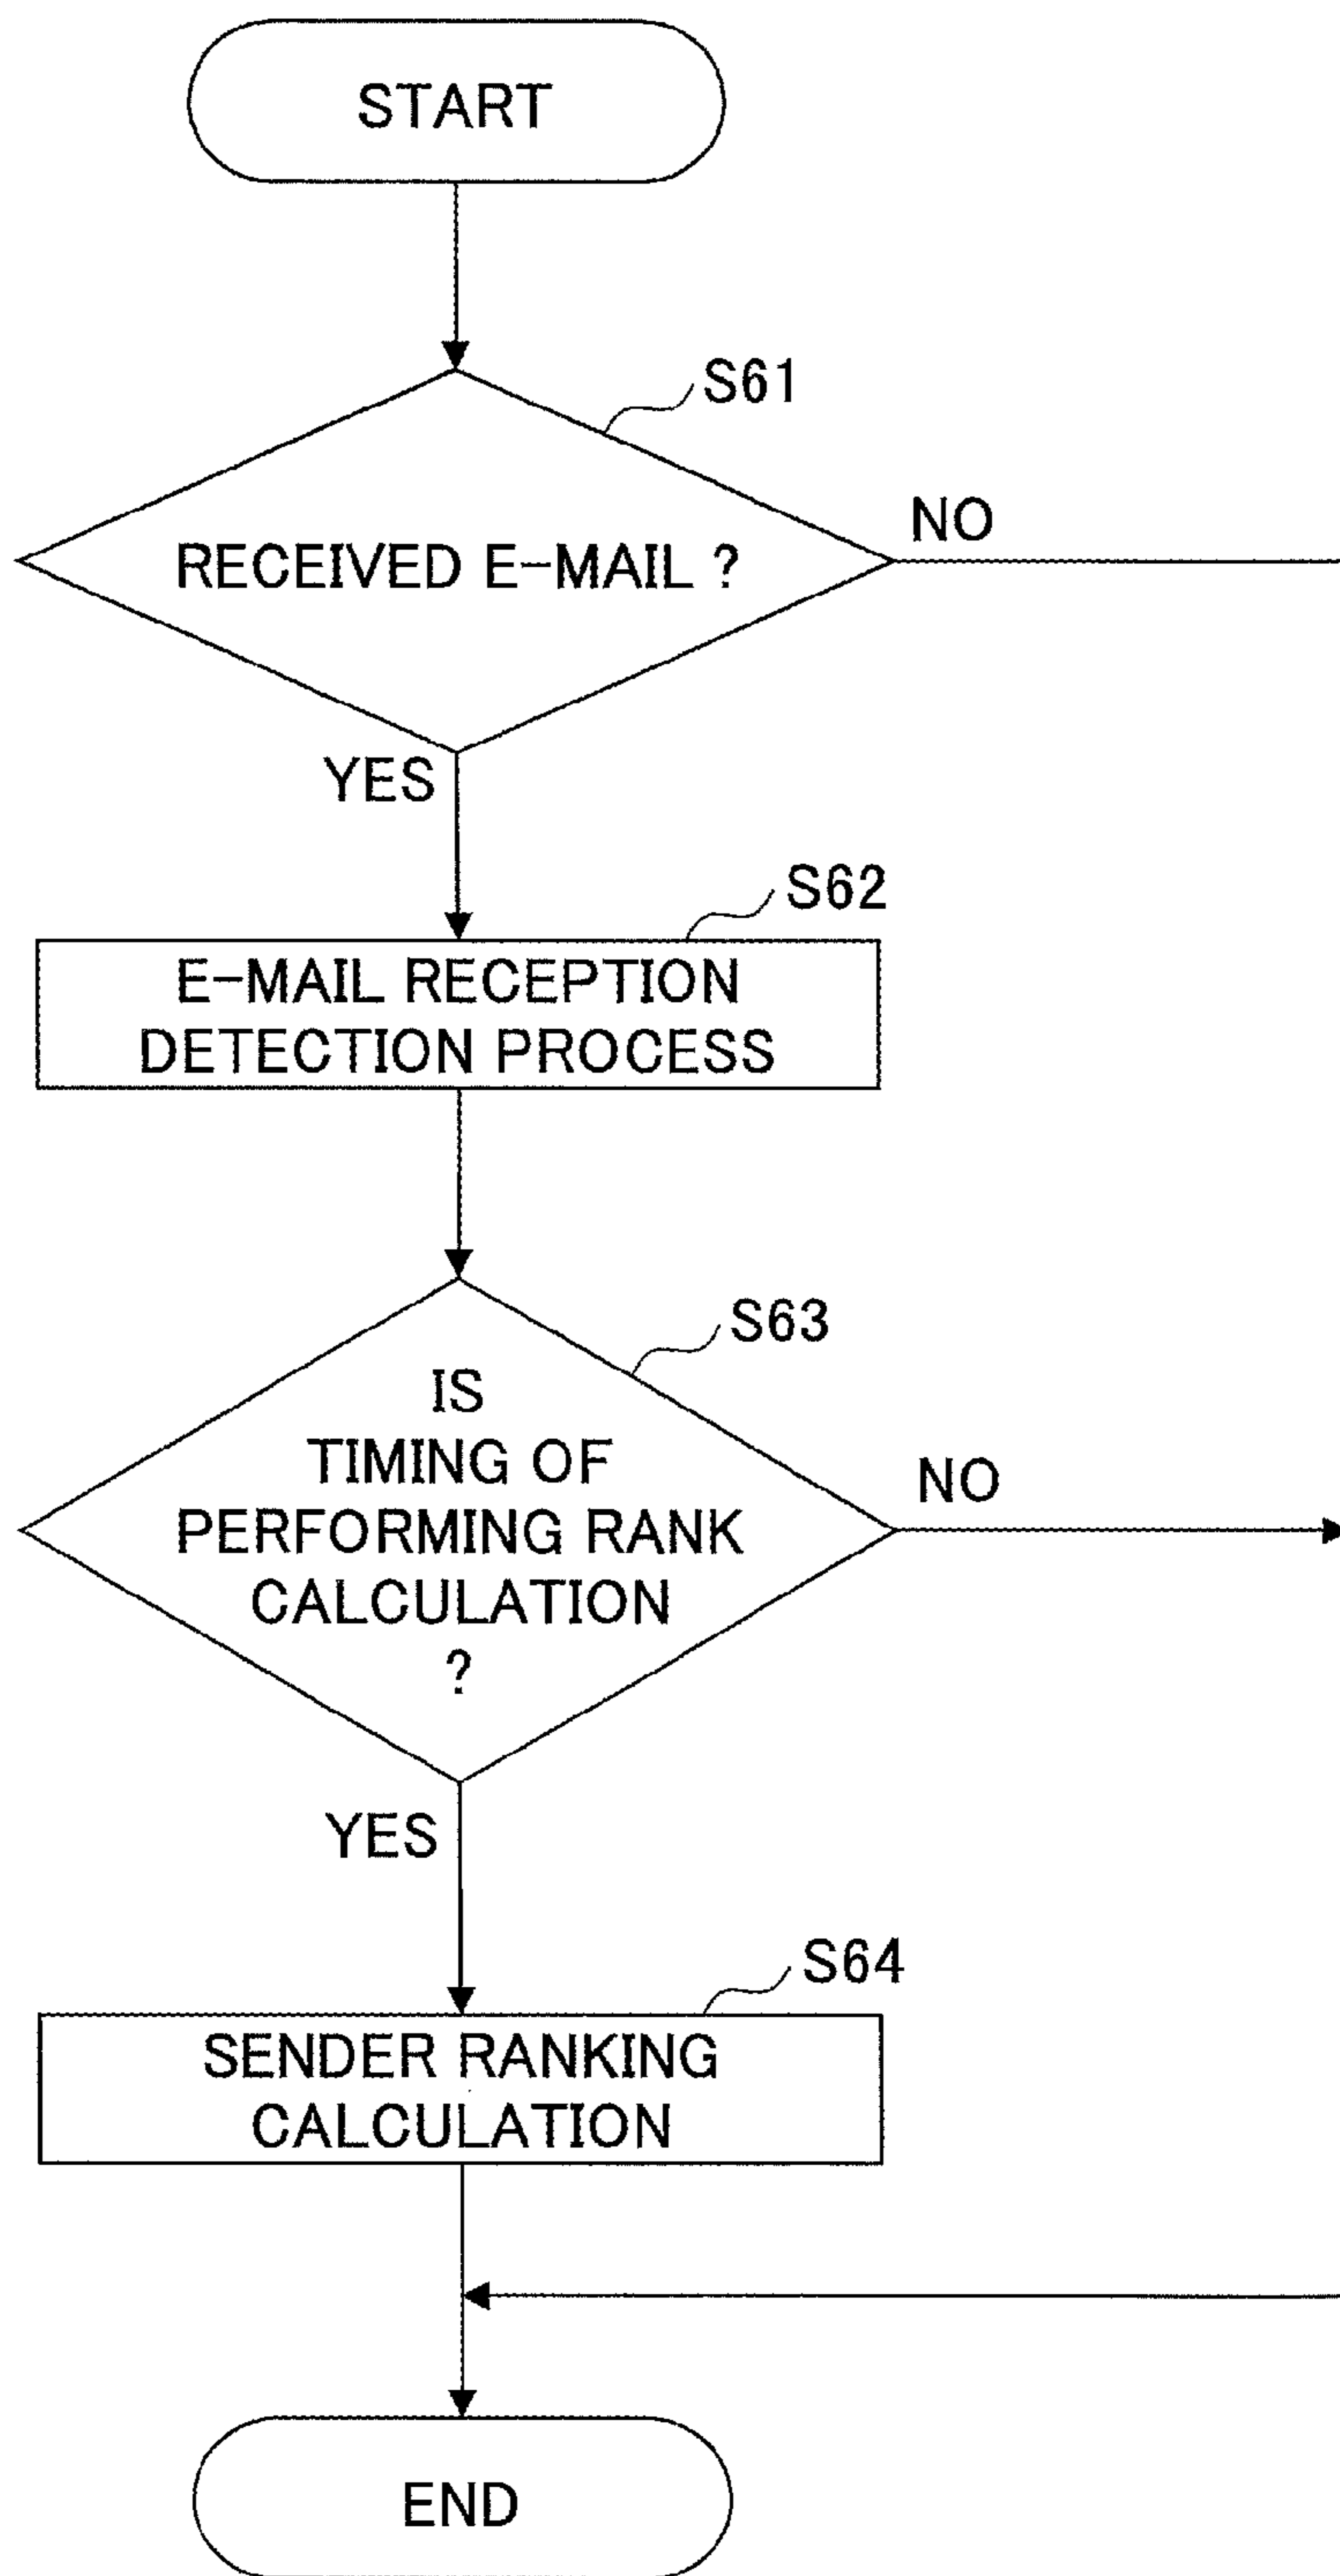 START
S61
RECEIVED E-MAIL ?
NO
YES
S62
E-MAIL RECEPTION
DETECTION PROCESS
S63
IS
TIMING OF
PERFORMING RANK
CALCULATION
?
NO
YES
S64
SENDER RANKING
CALCULATION
END